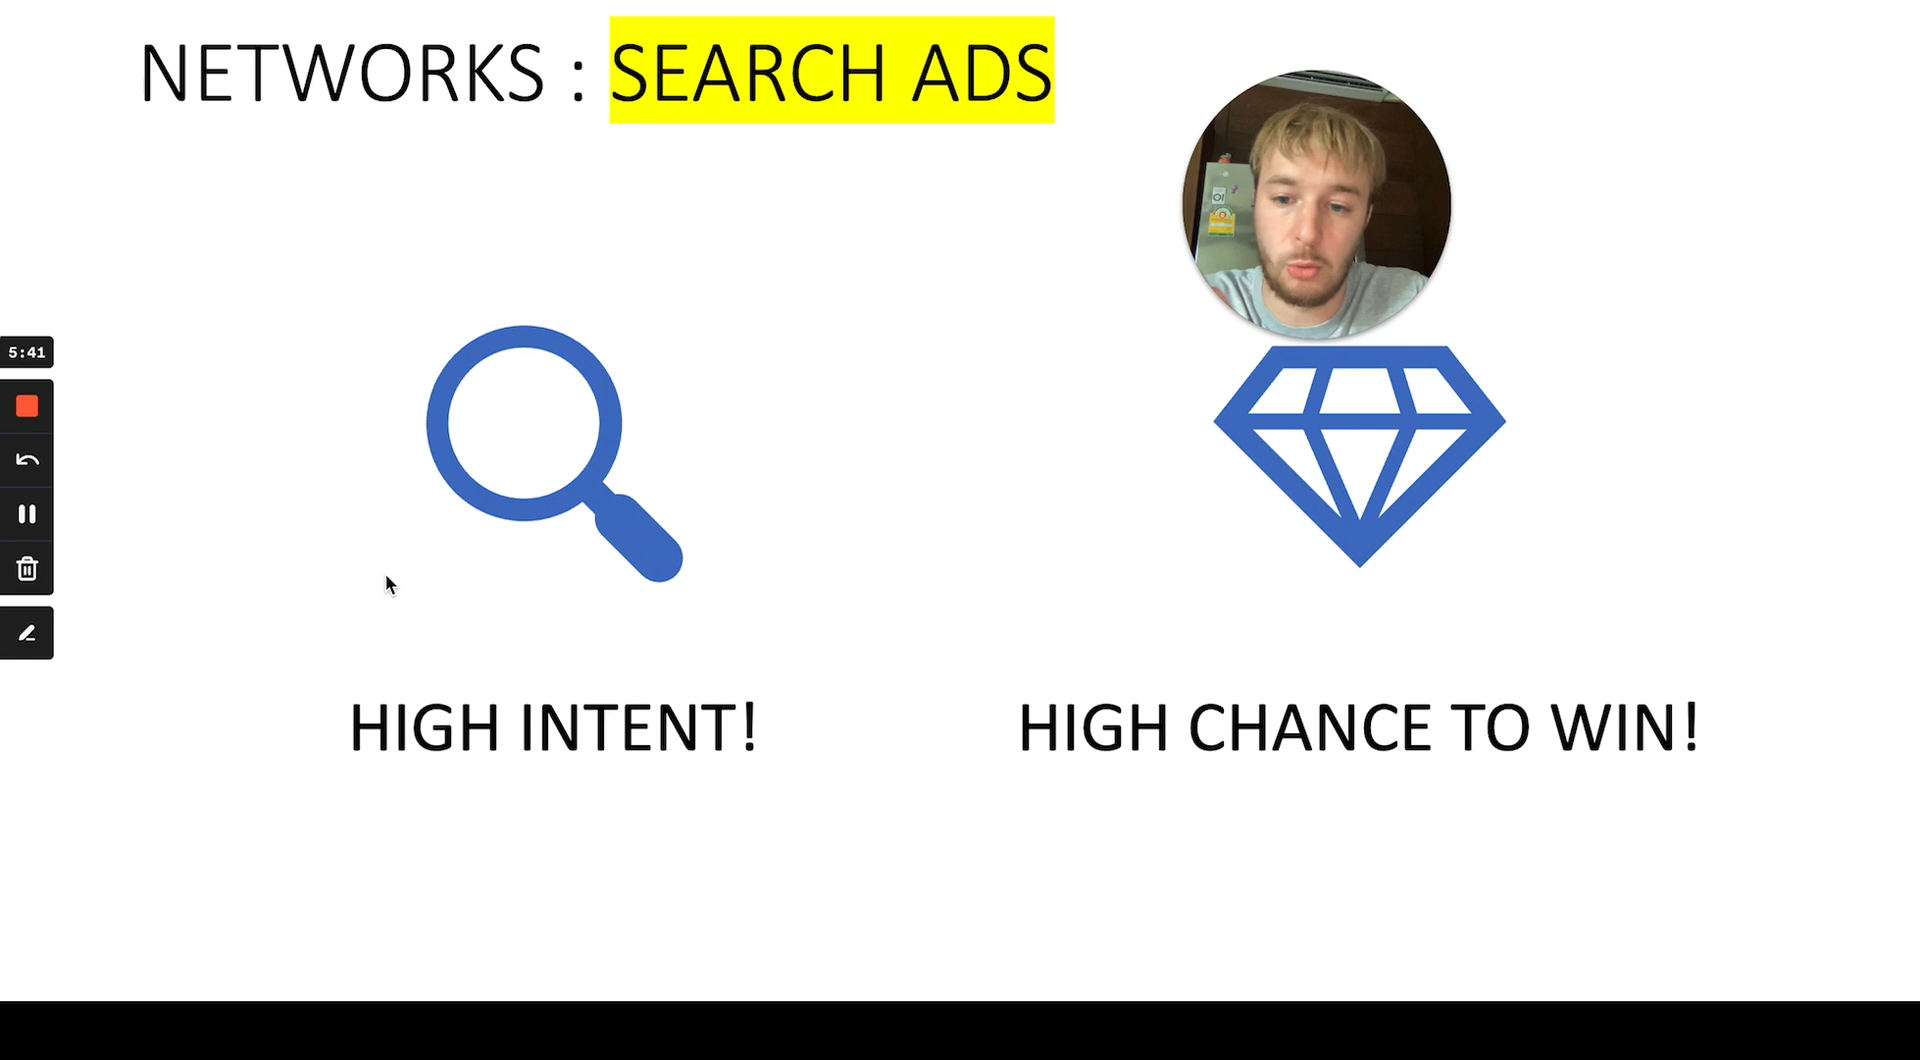 NETWORKS : SEARCH ADS
5:41
HIGH INTENT!
HIGH CHANCE TO WIN!